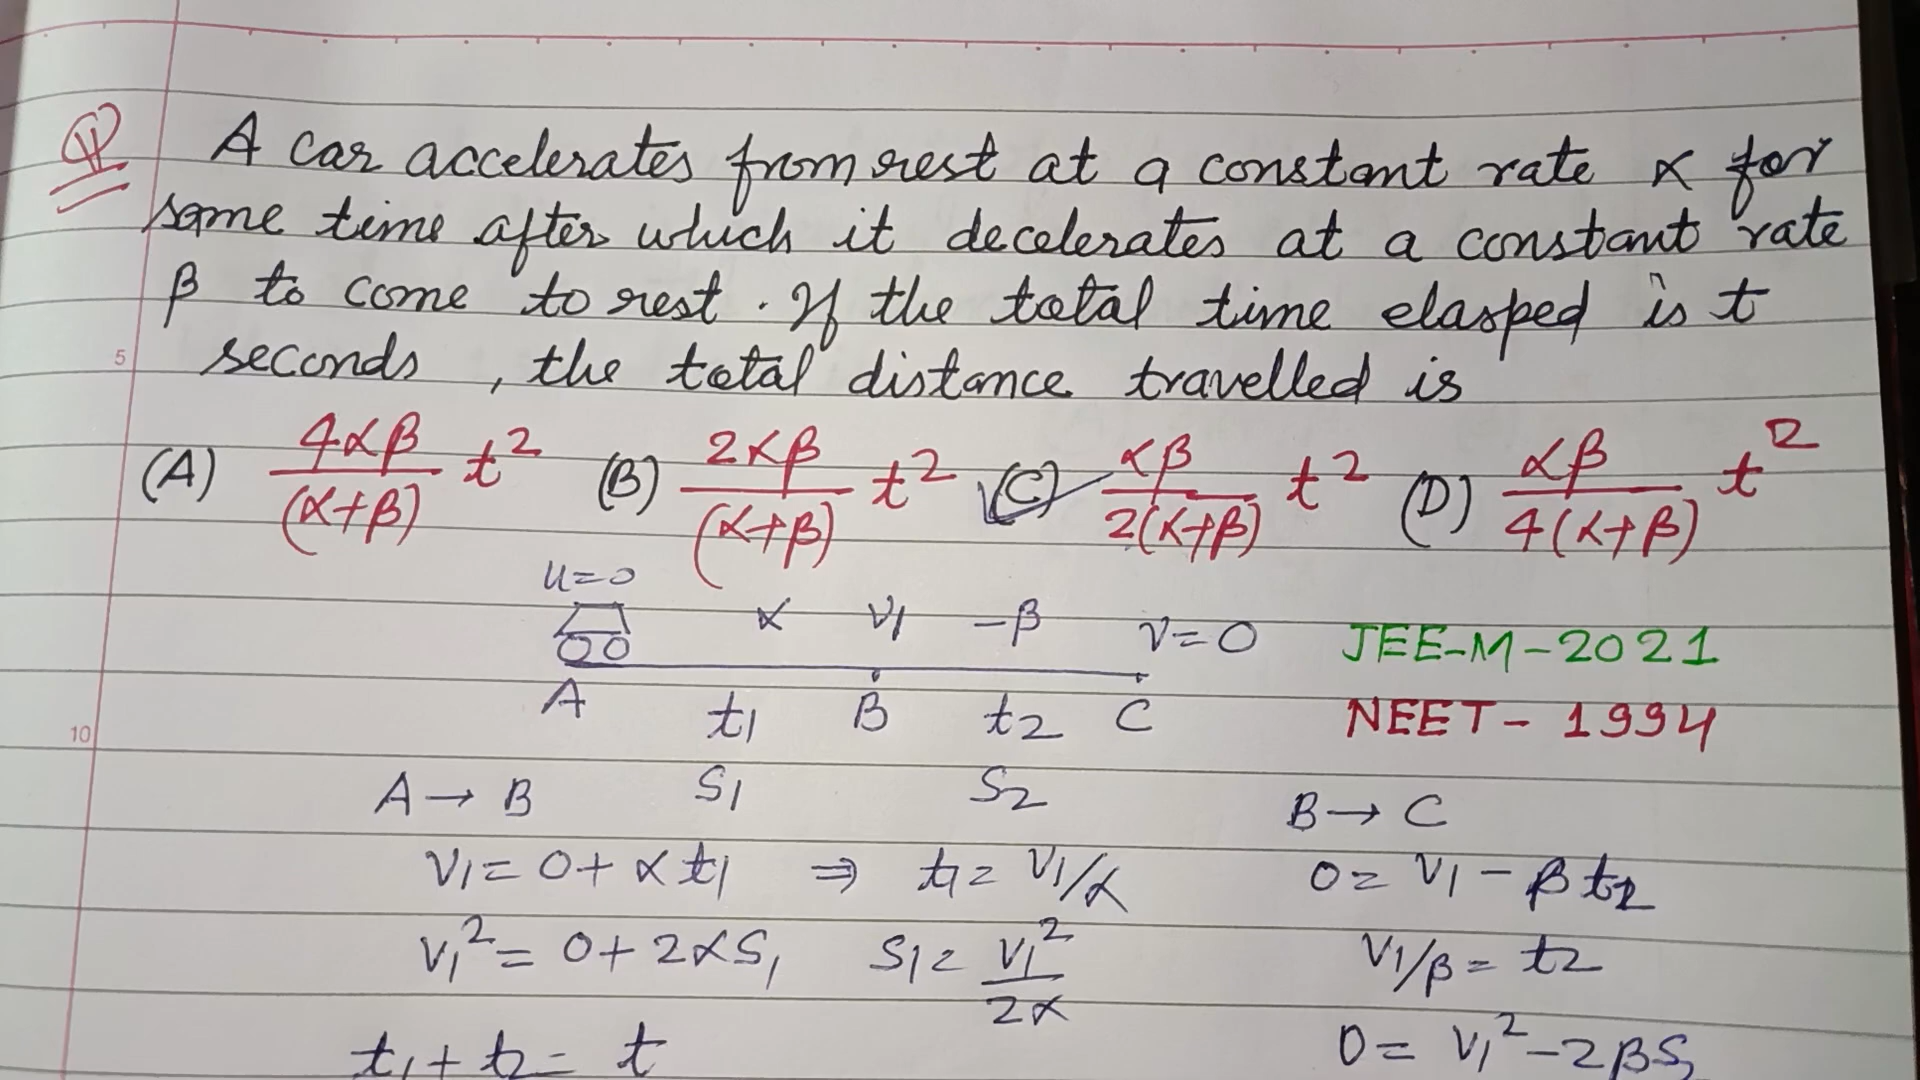 Q
A car accelerates from rest at a constant rate α for
some time after which it decelerates at a constant rate
β to come to rest. If the total time elasped is t
5
seconds, the total distance travelled is
(A) 4αβ/(α+β) t² (B) 2αβ/(α+β) t² (C) αβ/2(α+β) t² (D) αβ/4(α+β) t²
u=0
α v1 -β v=0 JEE-M-2021
A t1 B t2 C NEET-1994
10
A→B S1 S2 B→C
v1=0+αt1 ⇒ t1=v1/α 0=v1-βt2
v1²=0+2αS1 S1=v1²/2α v1/β=t2
t1+t2=t 0=v1²-2βS2